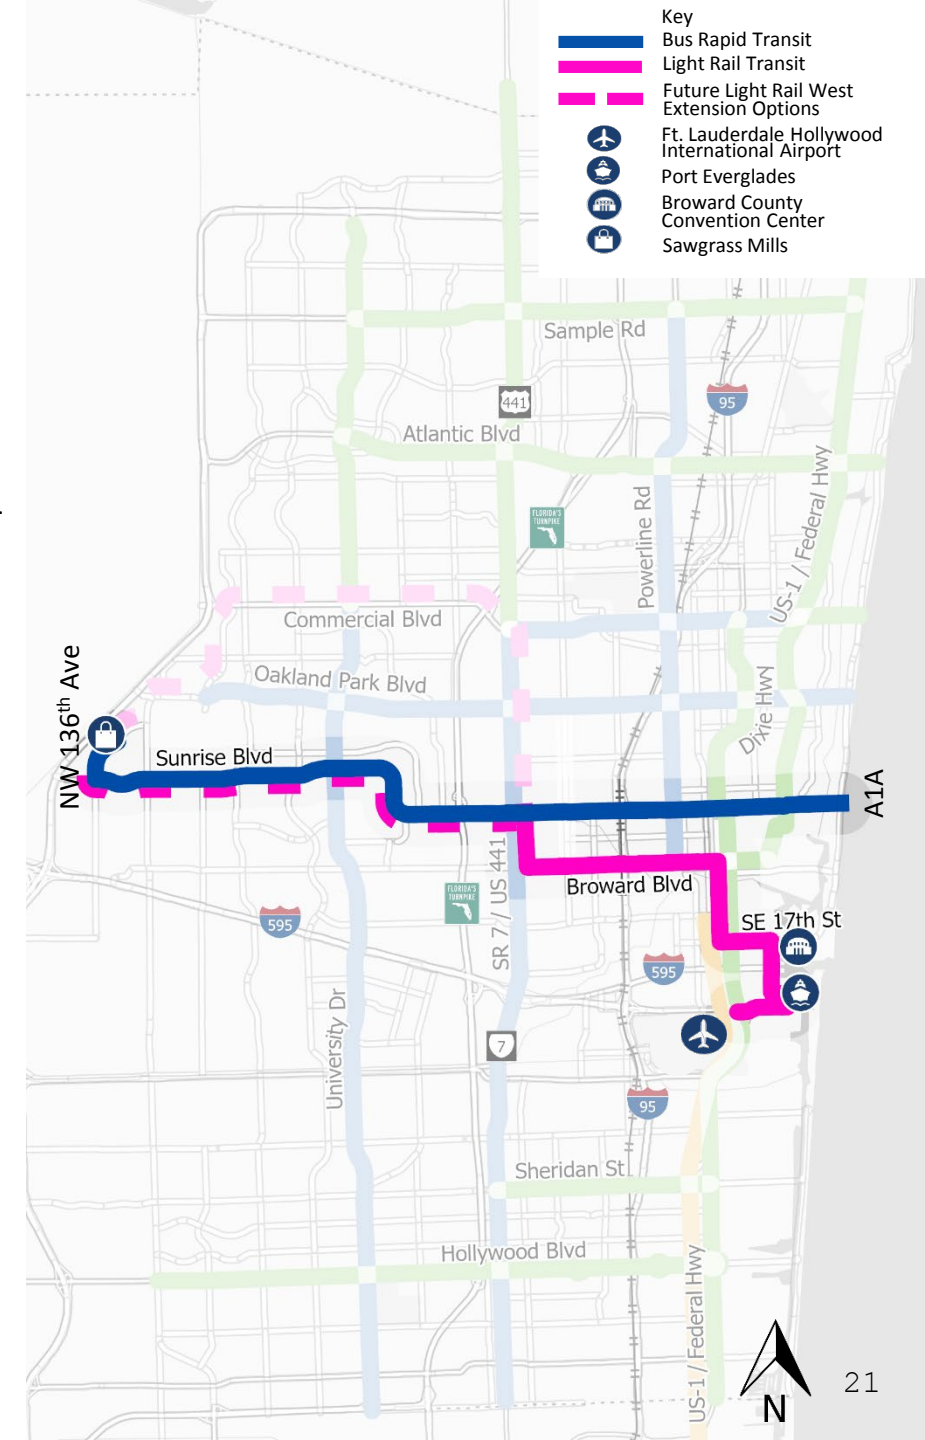 Key
Bus Rapid Transit
Light Rail Transit
Future Light Rail West
Extension Options
Ft. Lauderdale Hollywood
International Airport
Port Everglades
Broward County
Convention Center
Sawgrass Mills
Sample Rd
441
95
Atlantic Blvd
FLORIDA'S
TURNPIKE
Powerline Rd
US-1 / Federal Hwy
Commercial Blvd
Oakland Park Blvd
NW 136th Ave
Dixie Hwy
Sunrise Blvd
A1A
SR 7 / US 441
Broward Blvd
FLORIDA'S
TURNPIKE
595
SE 17th St
595
University Dr
7
95
Sheridan St
Hollywood Blvd
US-1 / Federal Hwy
N
21